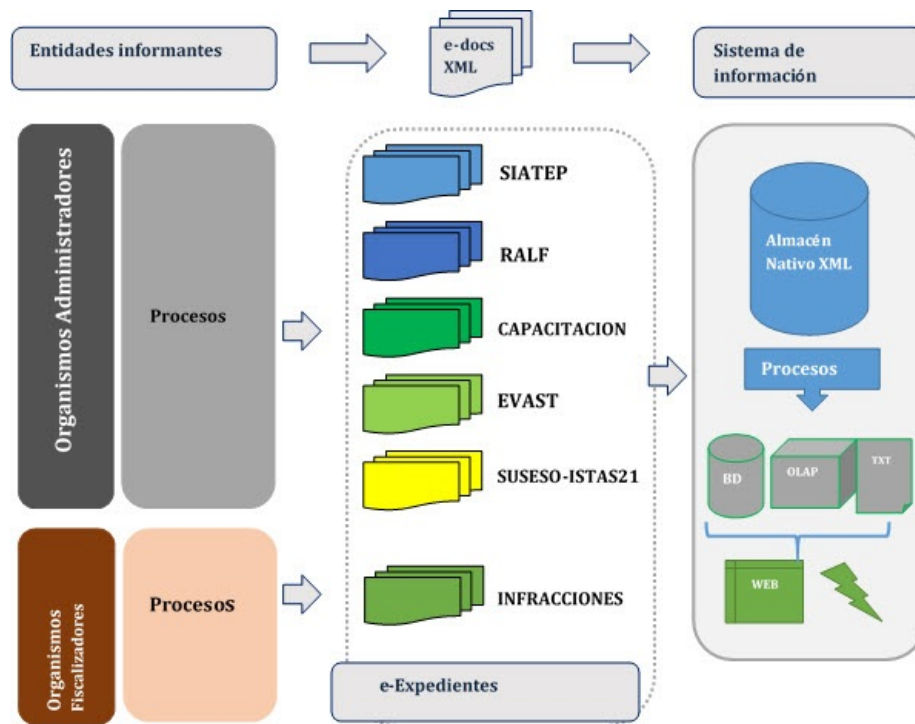 Entidades informantes
e-docs
XML
Sistema de
información
Organismos Administradores
Procesos
SIATEP
RALF
CAPACITACION
EVAST
SUSESO-ISTAS21
Almacén
Nativo XML
Procesos
BD
OLAP
TXT
WEB
Organismos
Fiscalizadores
Procesos
INFRACCIONES
e-Expedientes